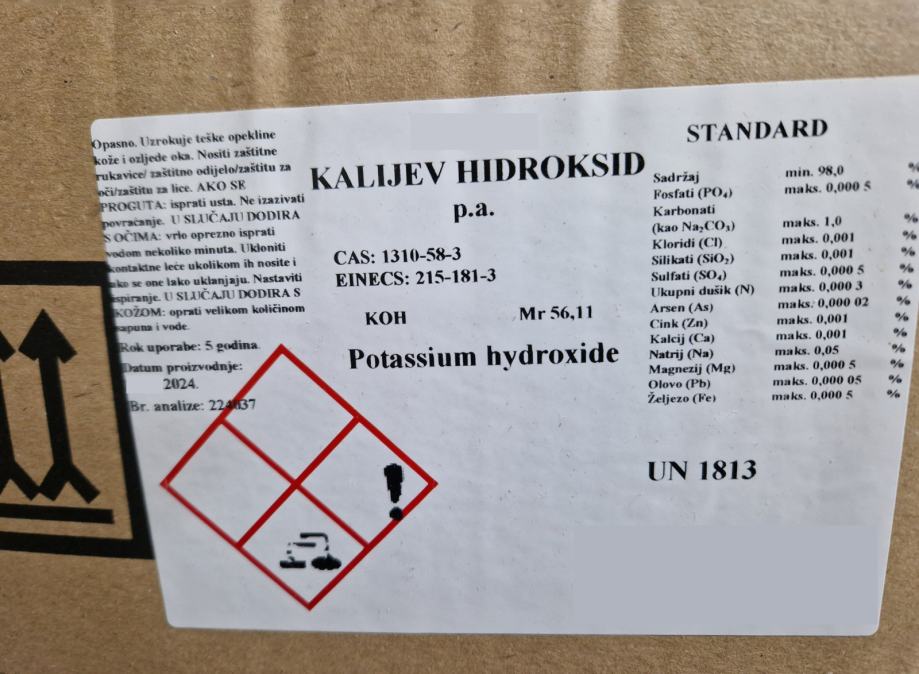 Opasno. Uzrokuje teške opekline
kože i ozljede oka. Nositi zaštitne
rukavice/ zaštitno odijelo/zaštitu za
oči/zaštitu za lice. AKO SE
PROGUTA: isprati usta. Ne izazivati
povraćanje. U SLUČAJU DODIRA
S OČIMA: vrlo oprezno isprati
vodom nekoliko minuta. Ukloniti
kontaktne leće ukolikom ih nosite i
ako se one lako uklanjaju. Nastaviti
ispiranje. U SLUČAJU DODIRA S
KOŽOM: oprati velikom količinom
sapuna i vode.
Rok uporabe: 5 godina.
Datum proizvodnje:
2024.
Br. analize: 224037
KALIJEV HIDROKSID
p.a.
CAS: 1310-58-3
EINECS: 215-181-3
KOH Mr 56,11
Potassium hydroxide
STANDARD
Sadržaj min. 98,0 %
Fosfati (PO₄) maks. 0,000 5 %
Karbonati
(kao Na₂CO₃) maks. 1,0 %
Kloridi (Cl) maks. 0,001 %
Silikati (SiO₂) maks. 0,001 %
Sulfati (SO₄) maks. 0,000 5 %
Ukupni dušik (N) maks. 0,000 3 %
Arsen (As) maks. 0,000 02 %
Cink (Zn) maks. 0,001 %
Kalcij (Ca) maks. 0,001 %
Natrij (Na) maks. 0,05 %
Magnezij (Mg) maks. 0,000 5 %
Olovo (Pb) maks. 0,000 05 %
Željezo (Fe) maks. 0,000 5 %
UN 1813